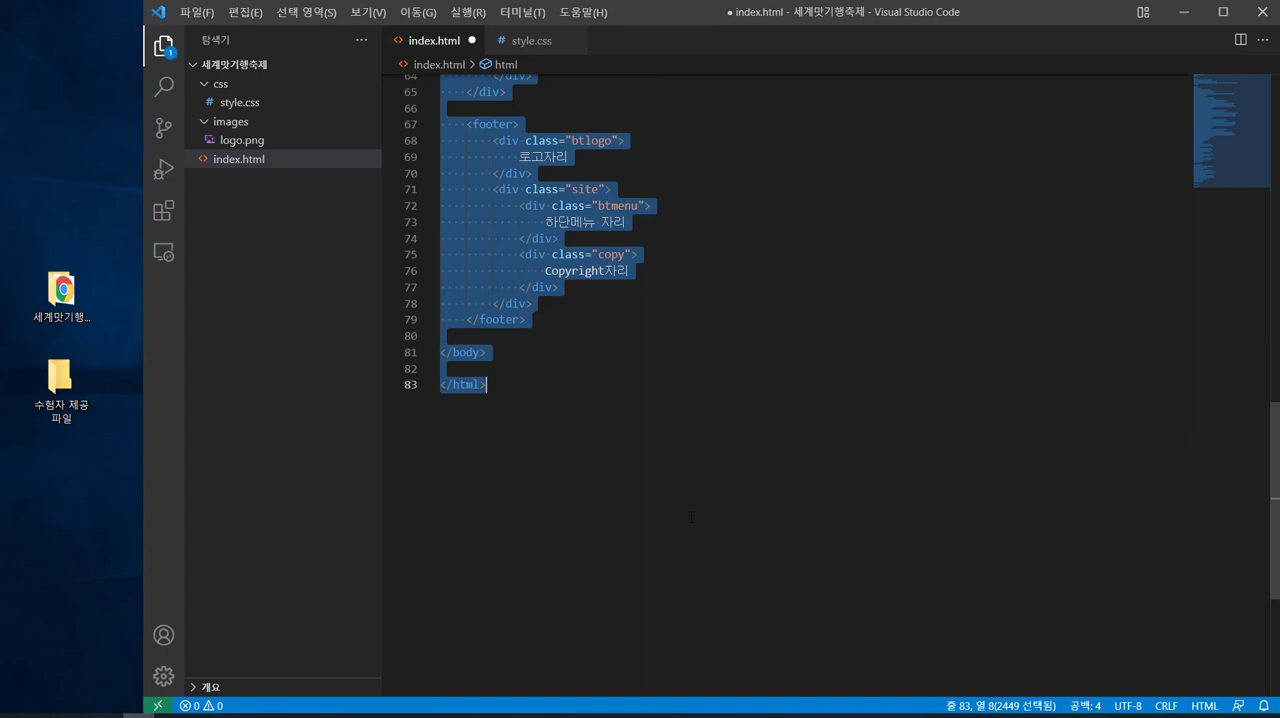 파일(F) 편집(E) 선택 영역(S) 보기(V) 이동(G) 실행(R) 터미널(T) 도움말(H)
● index.html - 세계맛기행축제 - Visual Studio Code
탐색기
세계맛기행축제
css
# style.css
images
logo.png
<> index.html
개요
1
<> index.html ●
# style.css
<> index.html > html
64 </div>
65 </div>
66
67 <footer>
68 <div class="btlogo">
69 로고자리
70 </div>
71 <div class="site">
72 <div class="btmenu">
73 하단메뉴 자리
74 </div>
75 <div class="copy">
76 Copyright자리
77 </div>
78 </div>
79 </footer>
80
81 </body>
82
83 </html>
세계맛기행...
수험자 제공
파일
0 0
줄 83, 열 8(2449 선택됨) 공백: 4 UTF-8 CRLF HTML